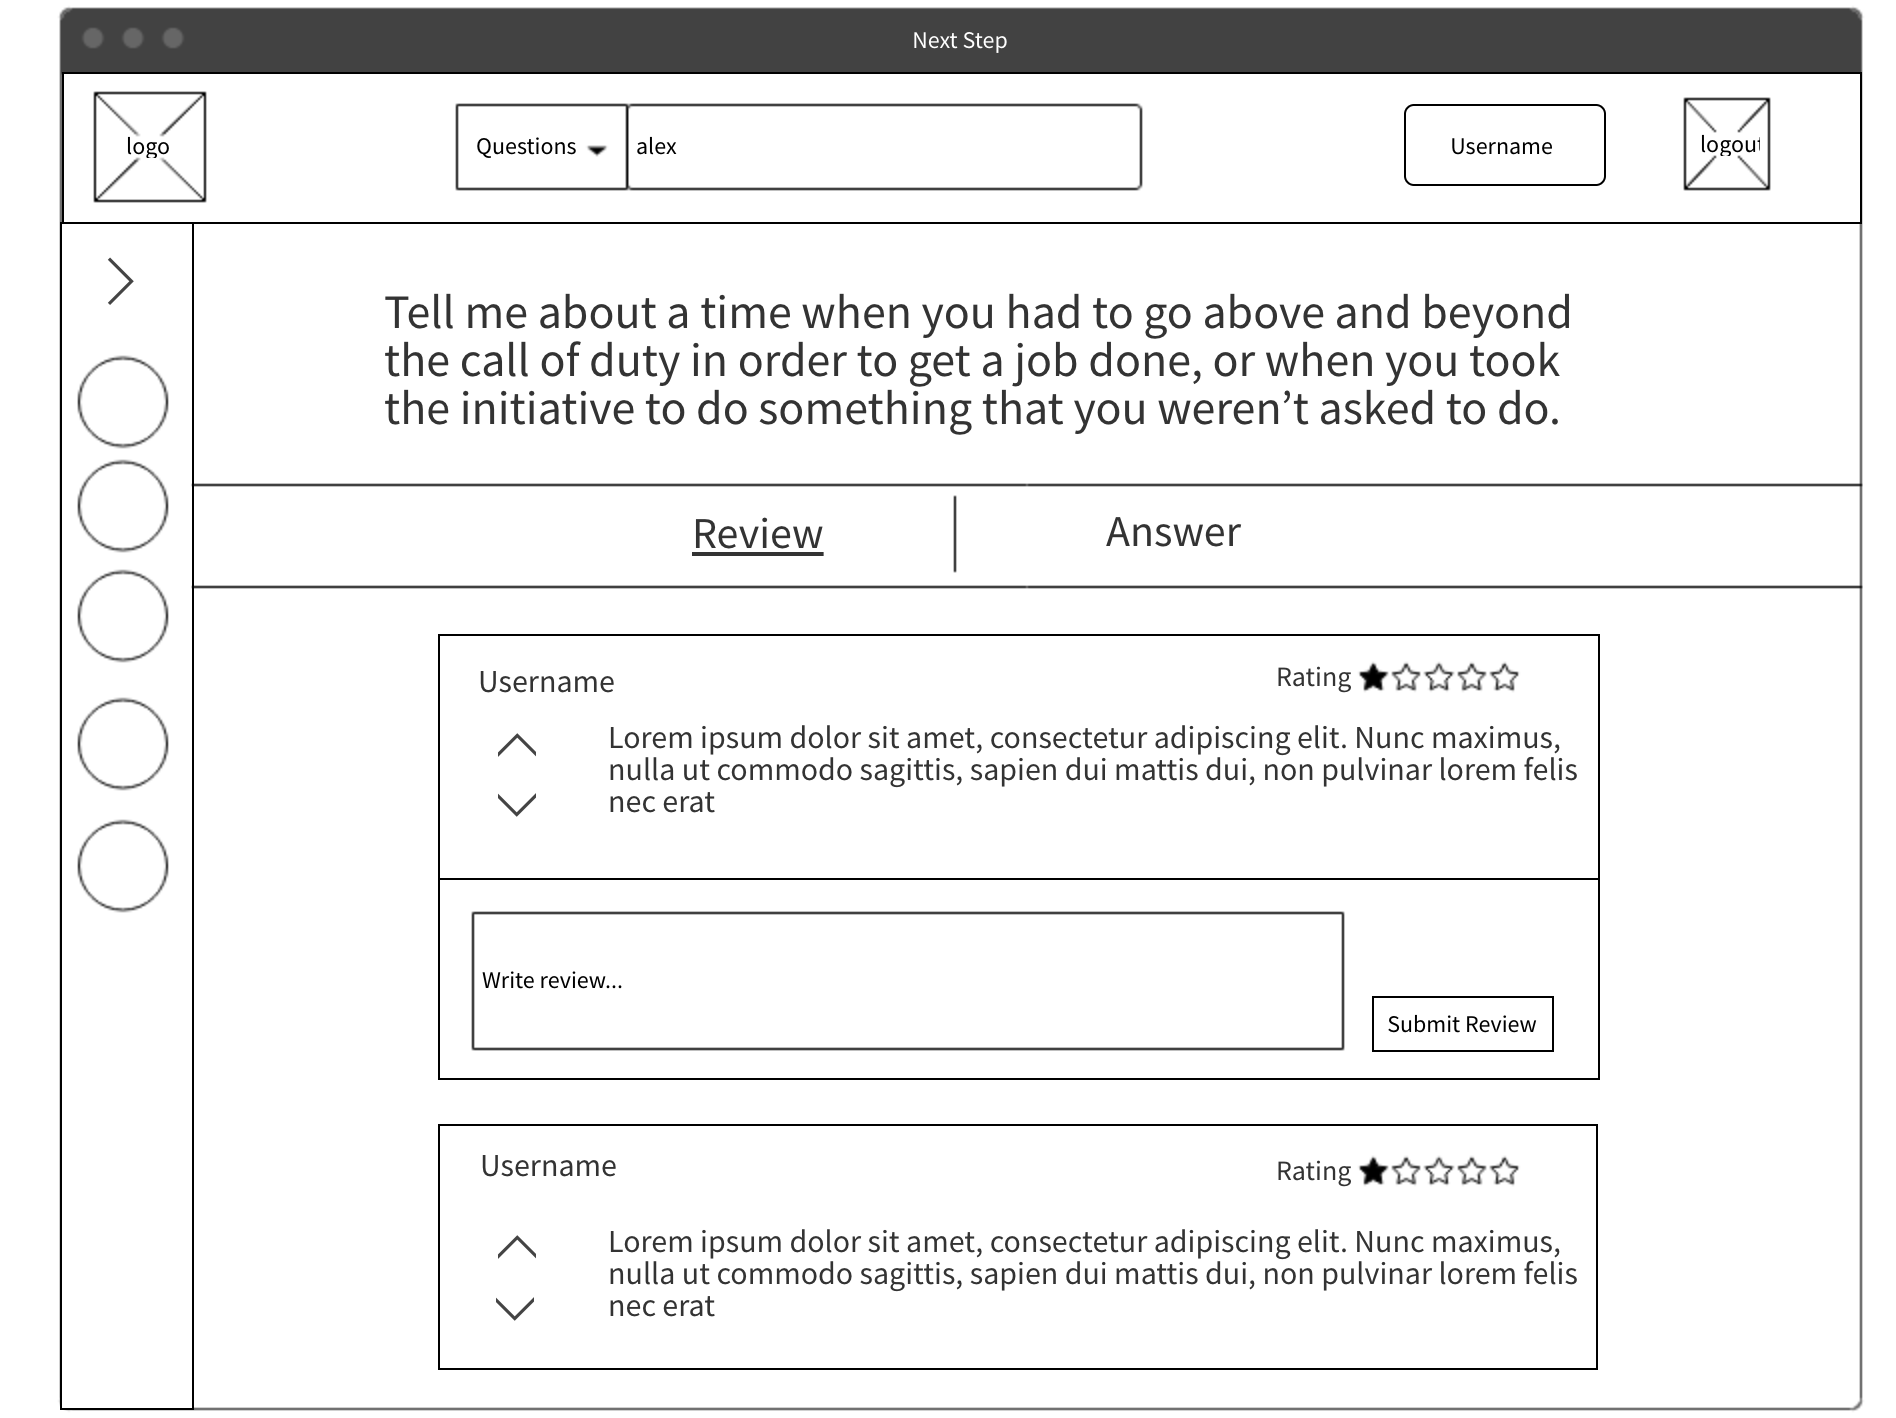 Next Step
logo
Questions
alex
Username
logout
Tell me about a time when you had to go above and beyond
the call of duty in order to get a job done, or when you took
the initiative to do something that you weren’t asked to do.
Review
Answer
Username
Rating
Lorem ipsum dolor sit amet, consectetur adipiscing elit. Nunc maximus,
nulla ut commodo sagittis, sapien dui mattis dui, non pulvinar lorem felis
nec erat
Write review...
Submit Review
Username
Rating
Lorem ipsum dolor sit amet, consectetur adipiscing elit. Nunc maximus,
nulla ut commodo sagittis, sapien dui mattis dui, non pulvinar lorem felis
nec erat